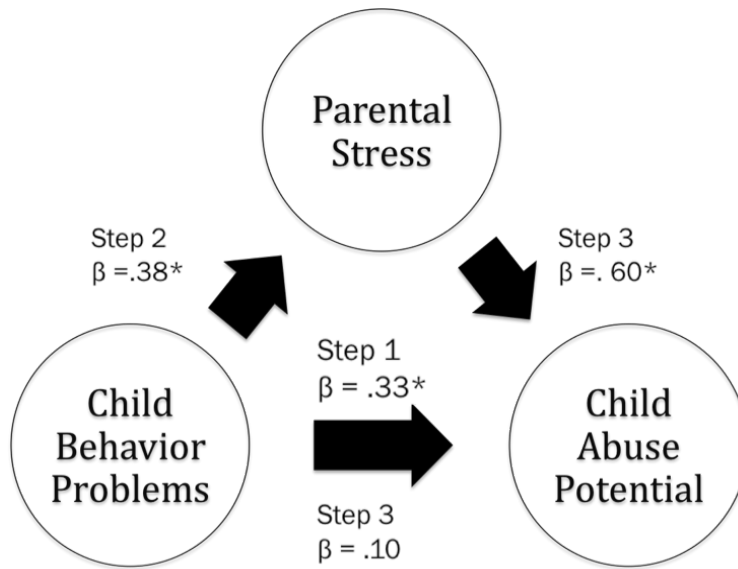 Parental
Stress
Step 2
β =.38*
Step 3
β =. 60*
Step 1
β = .33*
Child
Behavior
Problems
Child
Abuse
Potential
Step 3
β = .10